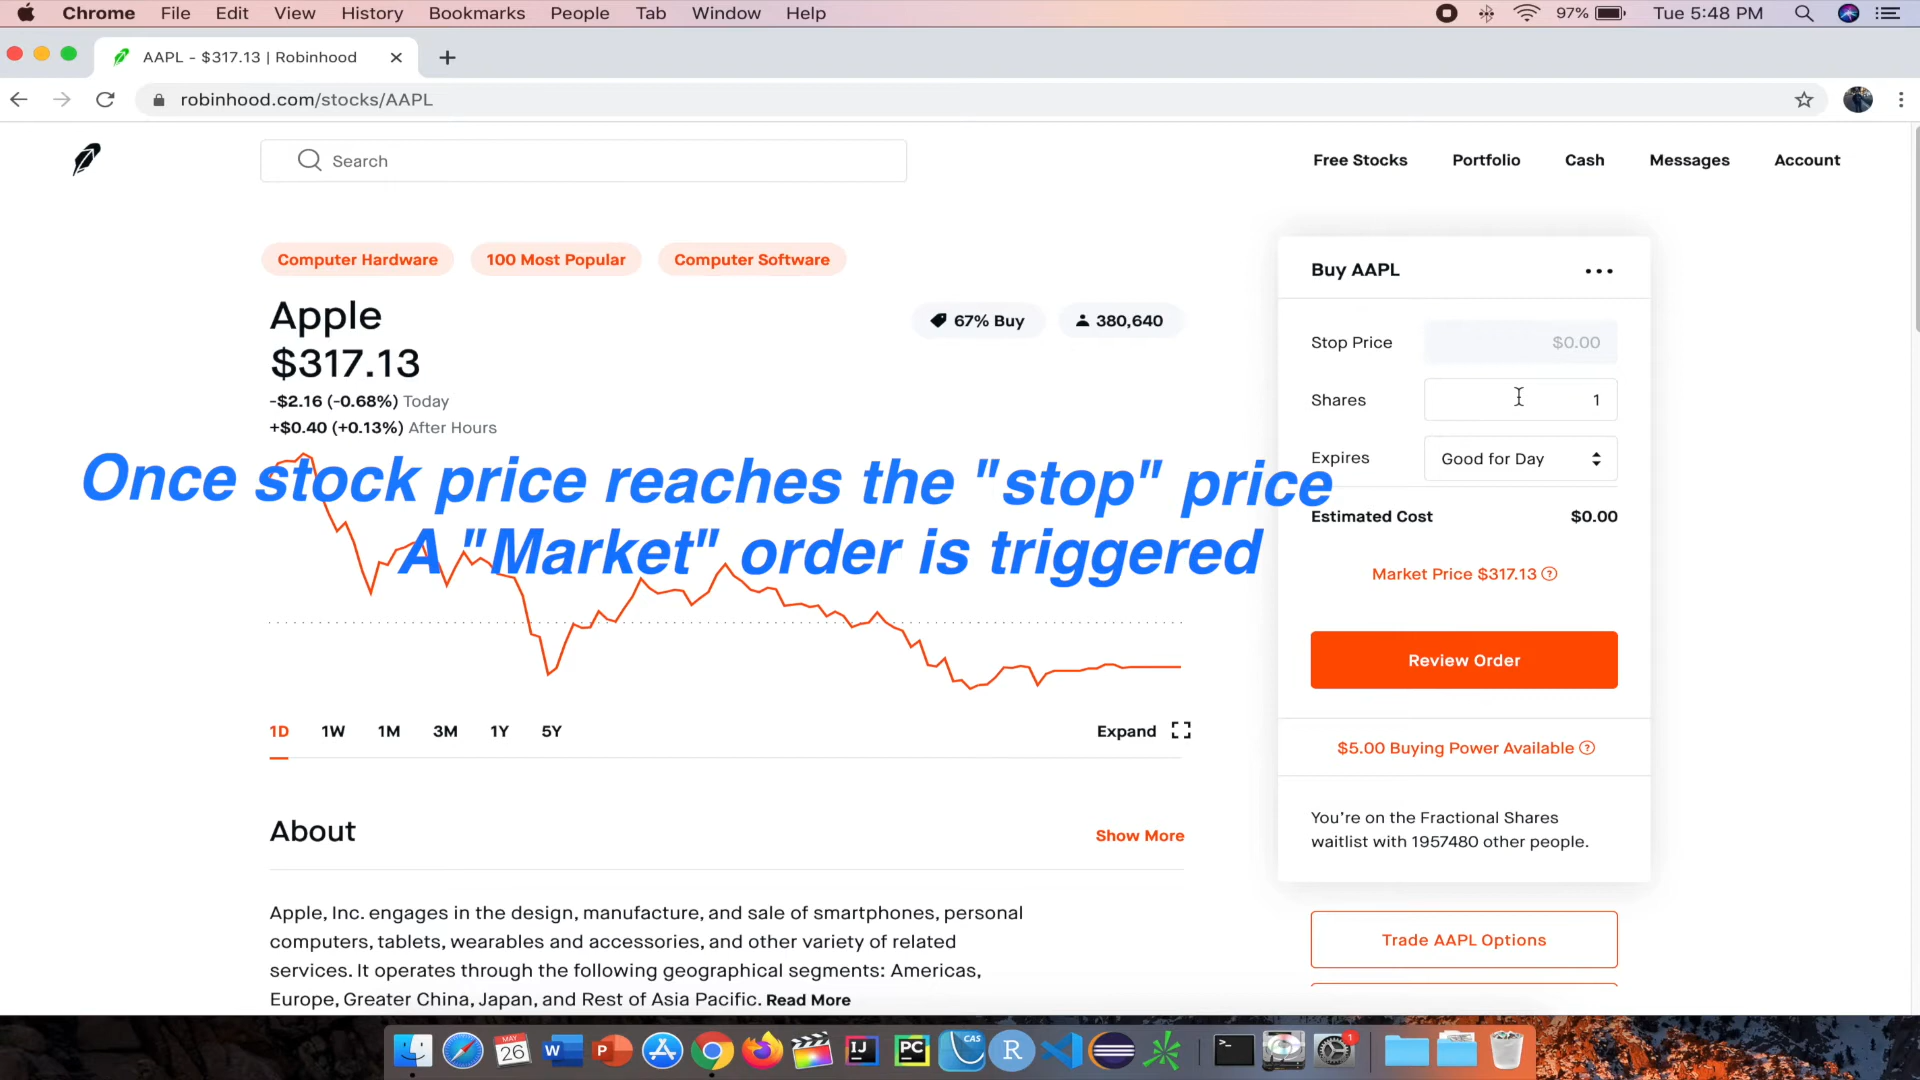 Chrome File Edit View History Bookmarks People Tab Window Help 97% Tue 5:48 PM
AAPL - $317.13 | Robinhood
robinhood.com/stocks/AAPL
Search
Free Stocks Portfolio Cash Messages Account
Computer Hardware 100 Most Popular Computer Software
Apple
$317.13
67% Buy 380,640
-$2.16 (-0.68%) Today
+$0.40 (+0.13%) After Hours
Once stock price reaches the "stop" price
A "Market" order is triggered
1D 1W 1M 3M 1Y 5Y Expand
About Show More
Apple, Inc. engages in the design, manufacture, and sale of smartphones, personal
computers, tablets, wearables and accessories, and other variety of related
services. It operates through the following geographical segments: Americas,
Europe, Greater China, Japan, and Rest of Asia Pacific. Read More
Buy AAPL
Stop Price $0.00
Shares 1
Expires Good for Day
Estimated Cost $0.00
Market Price $317.13 ?
Review Order
$5.00 Buying Power Available ?
You're on the Fractional Shares
waitlist with 1957480 other people.
Trade AAPL Options
MAY
26
W
P
IJ
PC
CAS
R
>_
1